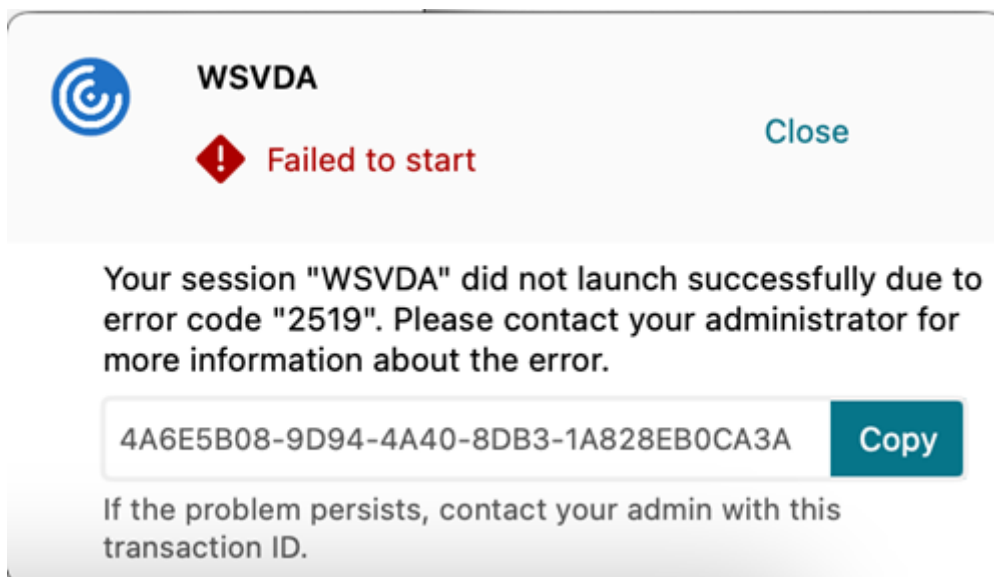 WSVDA
Failed to start
Close
Your session "WSVDA" did not launch successfully due to
error code "2519". Please contact your administrator for
more information about the error.
4A6E5B08-9D94-4A40-8DB3-1A828EB0CA3A
Copy
If the problem persists, contact your admin with this
transaction ID.